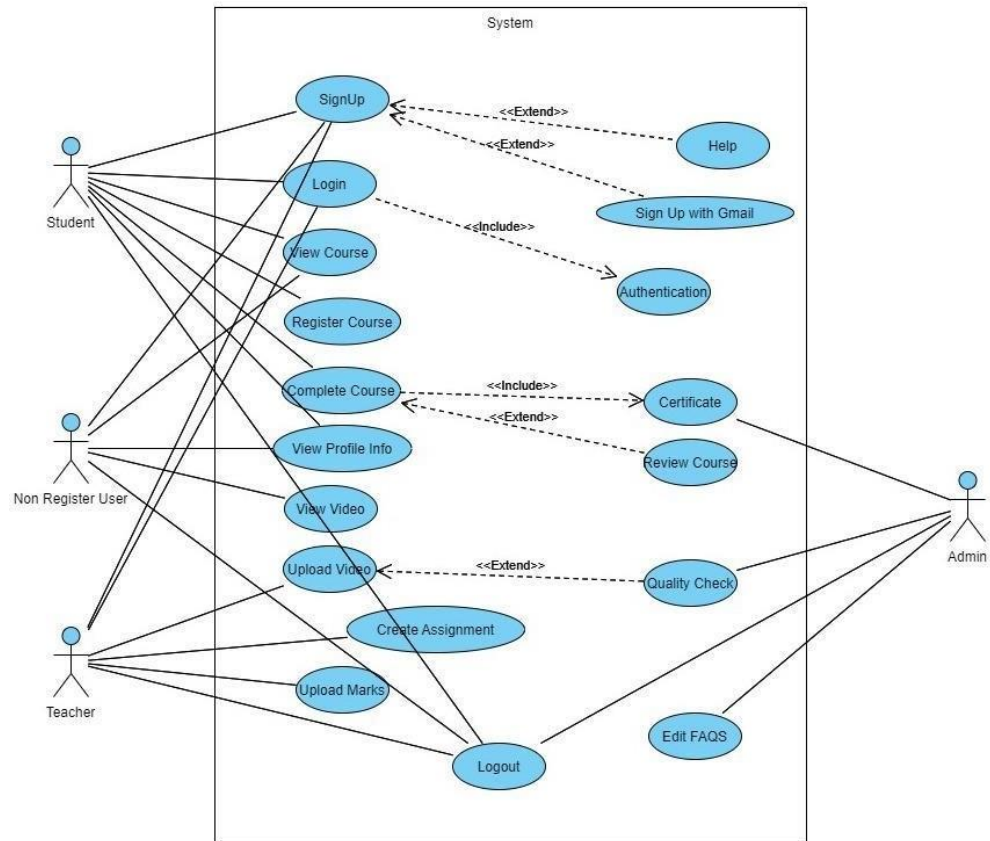 System
SignUp
<<Extend>>
Help
<<Extend>>
Student
Login
Sign Up with Gmail
<<Include>>
View Course
Authentication
Register Course
Complete Course
<<Include>>
Certificate
<<Extend>>
View Profile Info
Review Course
Non Register User
View Video
Admin
Upload Video
<<Extend>>
Quality Check
Create Assignment
Upload Marks
Teacher
Edit FAQS
Logout